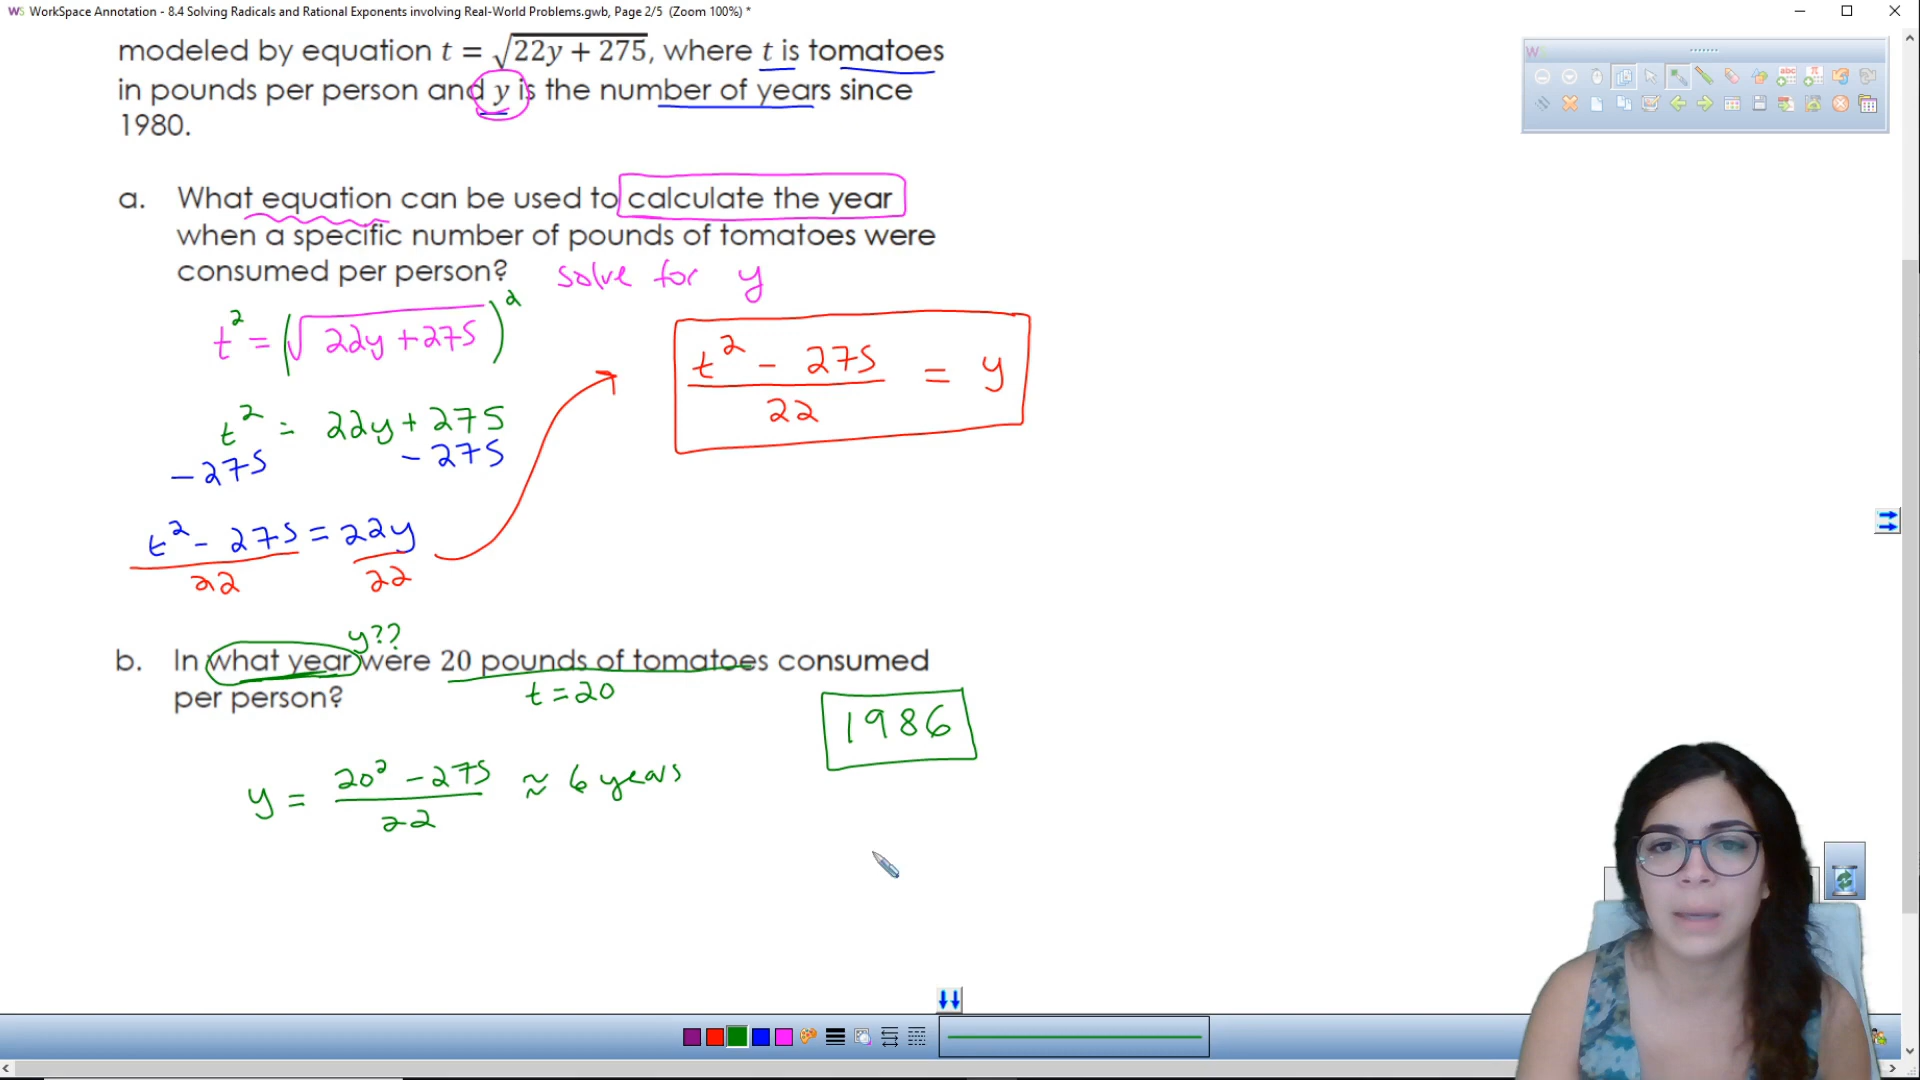 WS WorkSpace Annotation - 8.4 Solving Radicals and Rational Exponents involving Real-World Problems.gwb, Page 2/5 (Zoom 100%) *
modeled by equation t = √(22y + 275), where t is tomatoes
in pounds per person and y is the number of years since
1980.
a. What equation can be used to calculate the year
when a specific number of pounds of tomatoes were
consumed per person? solve for y
t² = (√(22y + 275))²
t² = 22y + 275
- 275 - 275
t² - 275 = 22y
22 22
t² - 275 = y
22
y??
b. In what year were 20 pounds of tomatoes consumed
per person? t = 20
1986
y = 20² - 275 ≈ 6 years
22